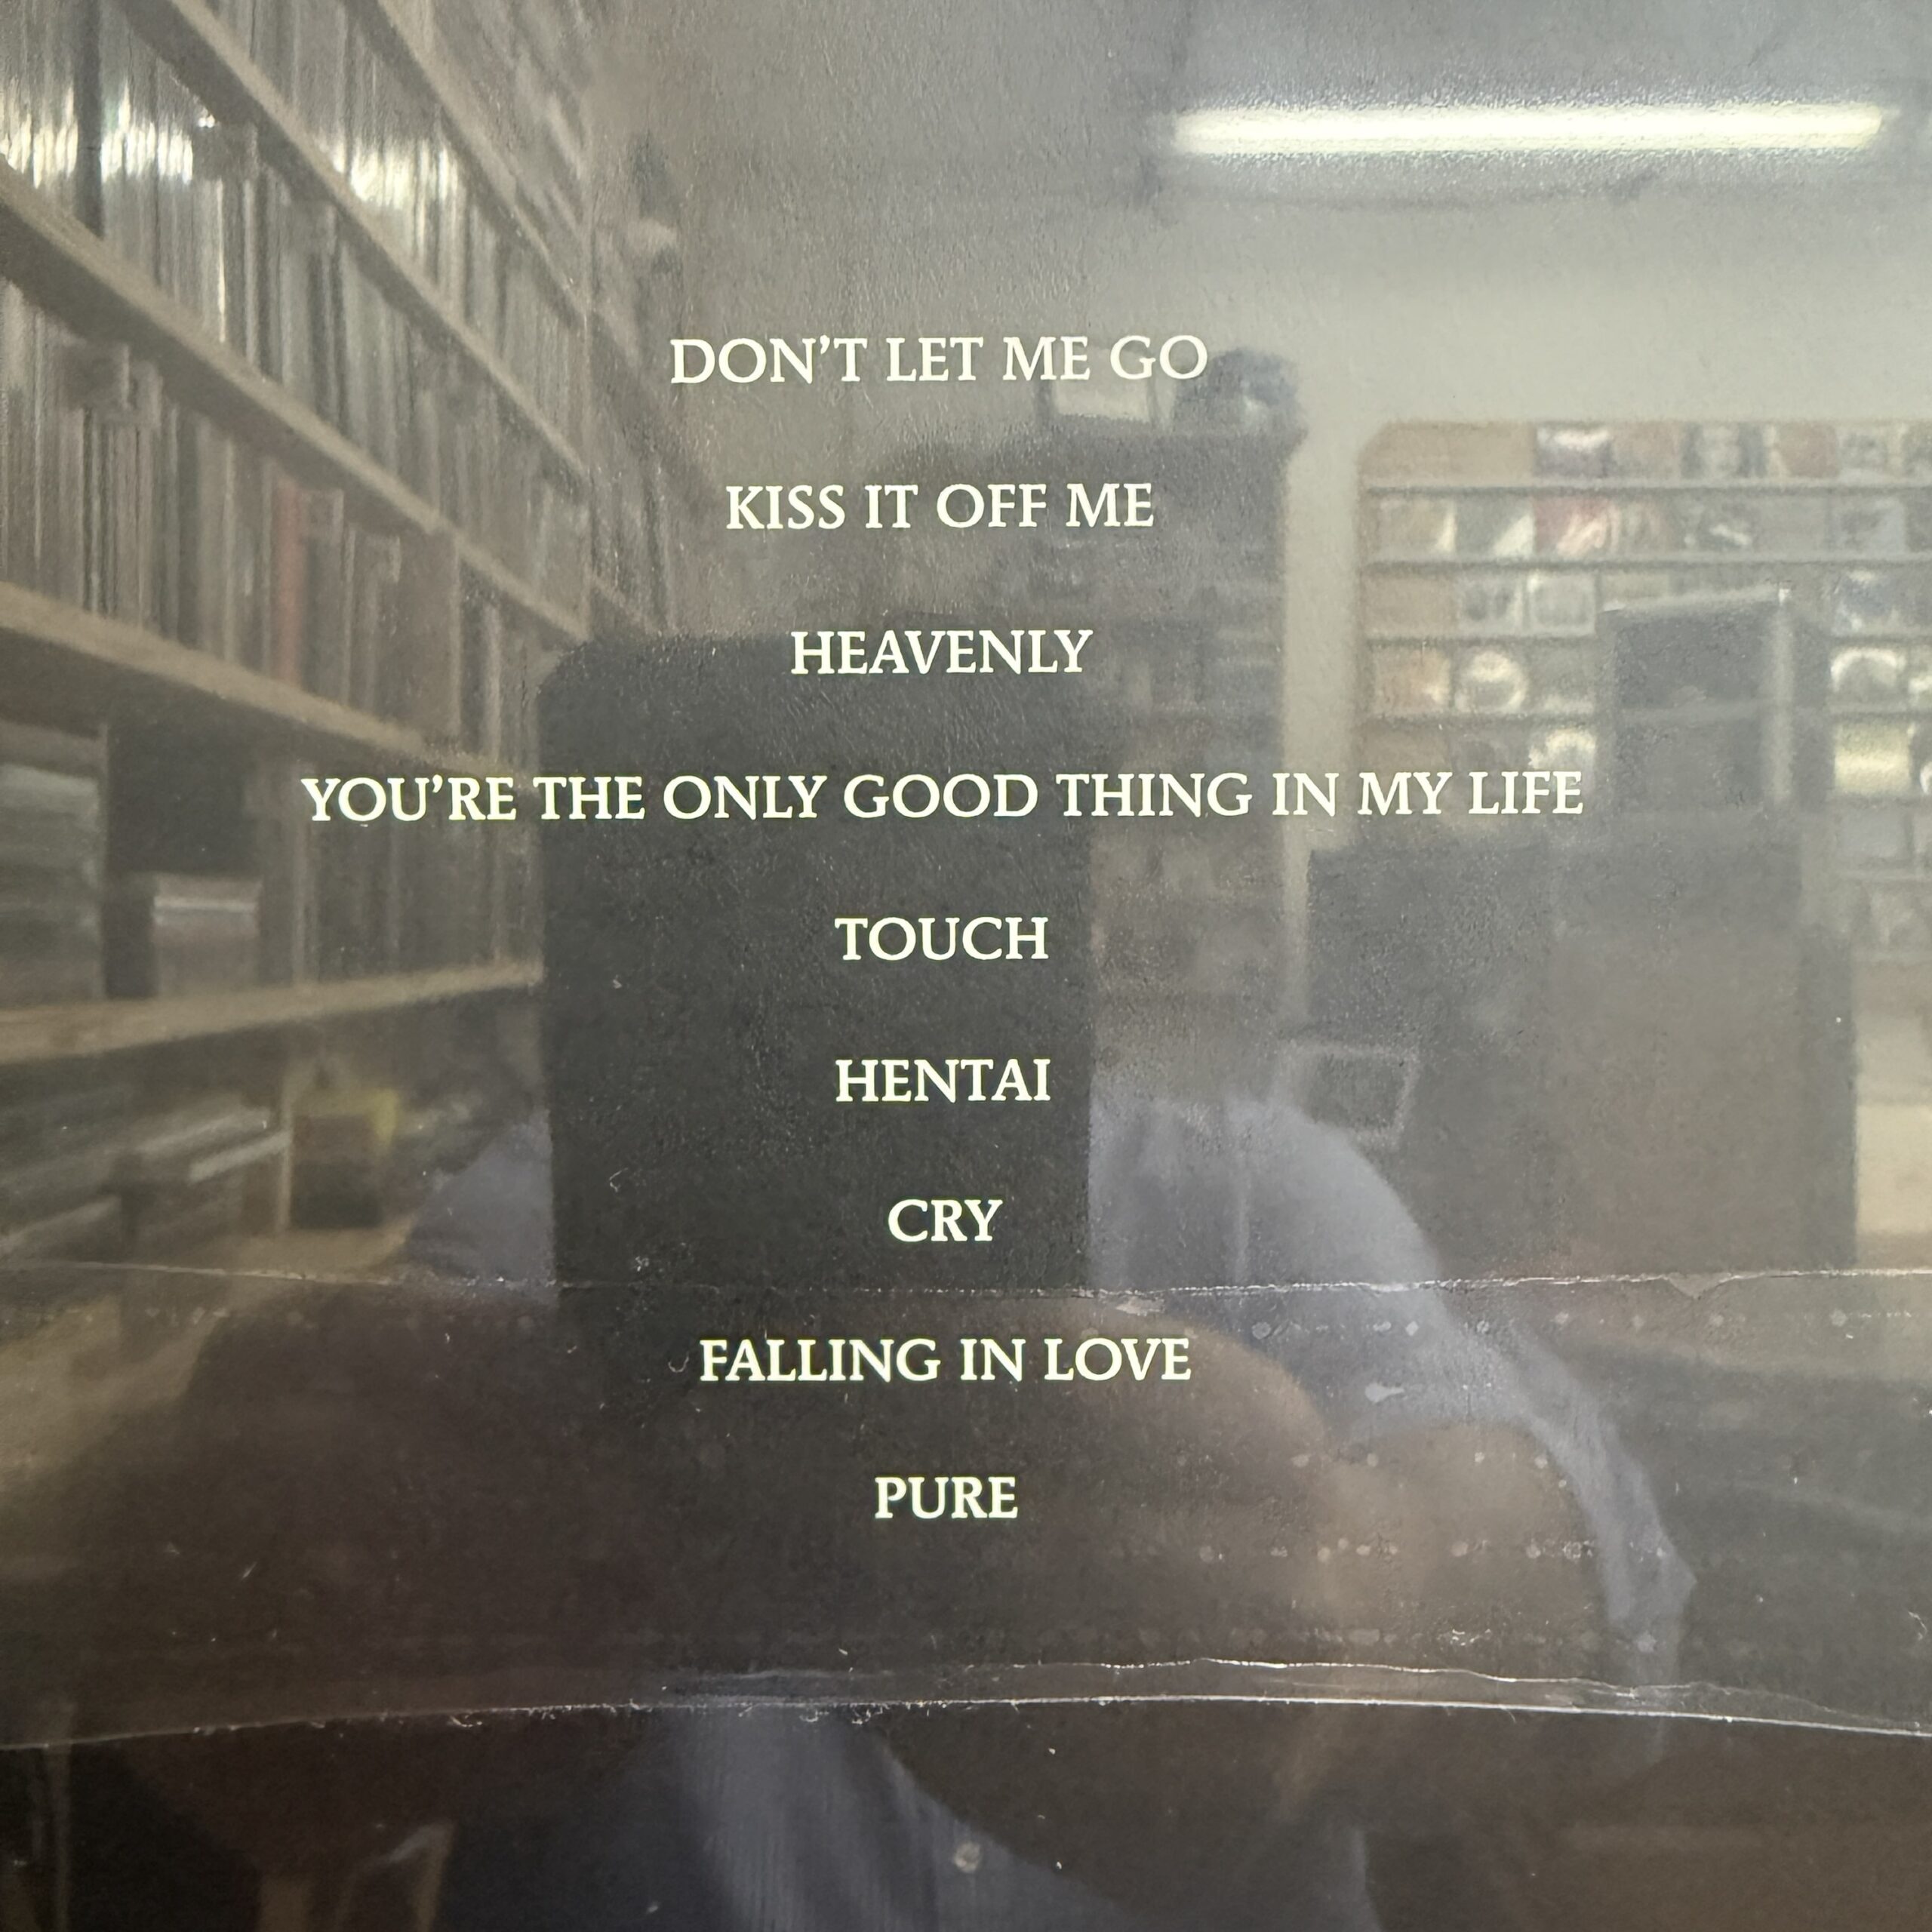 DON'T LET ME GO
KISS IT OFF ME
HEAVENLY
YOU'RE THE ONLY GOOD THING IN MY LIFE
TOUCH
HENTAI
CRY
FALLING IN LOVE
PURE